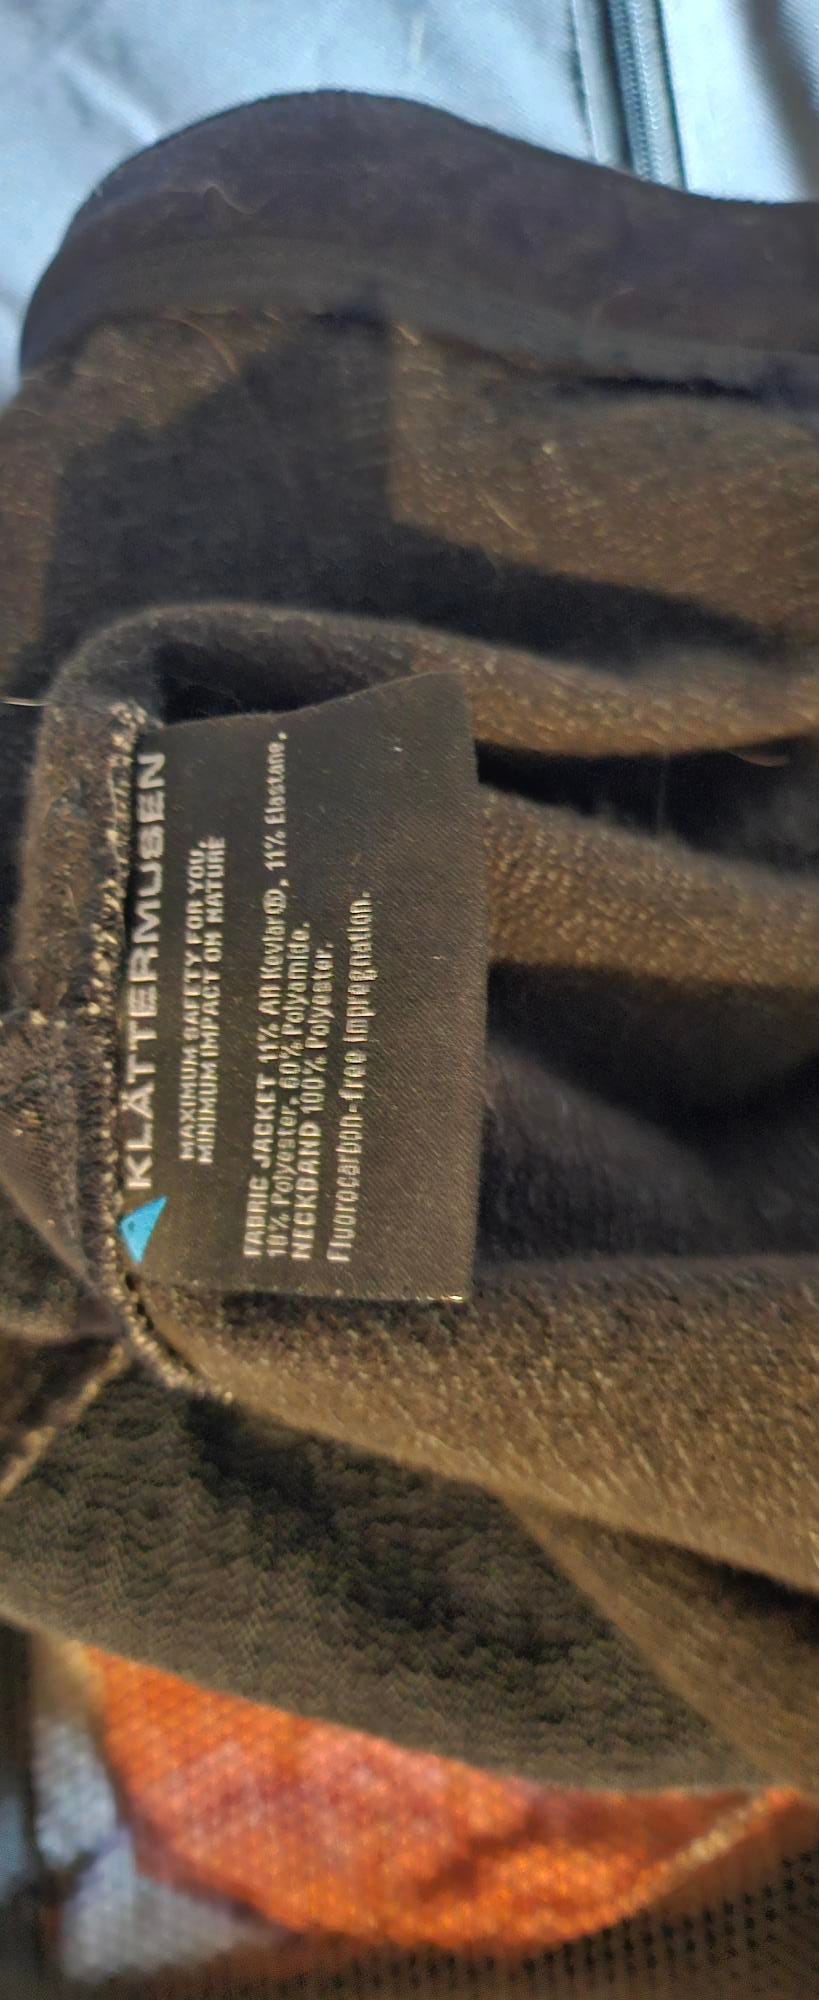 KLÄTTERMUSEN
MAXIMUM SAFETY FOR YOU,
MINIMUM IMPACT ON NATURE
FABRIC JACKET 11% AH Kevlar®, 11% Elastane,
18% Polyester, 60% Polyamide.
NECKBAND 100% Polyester.
Fluorocarbon-free impregnation.